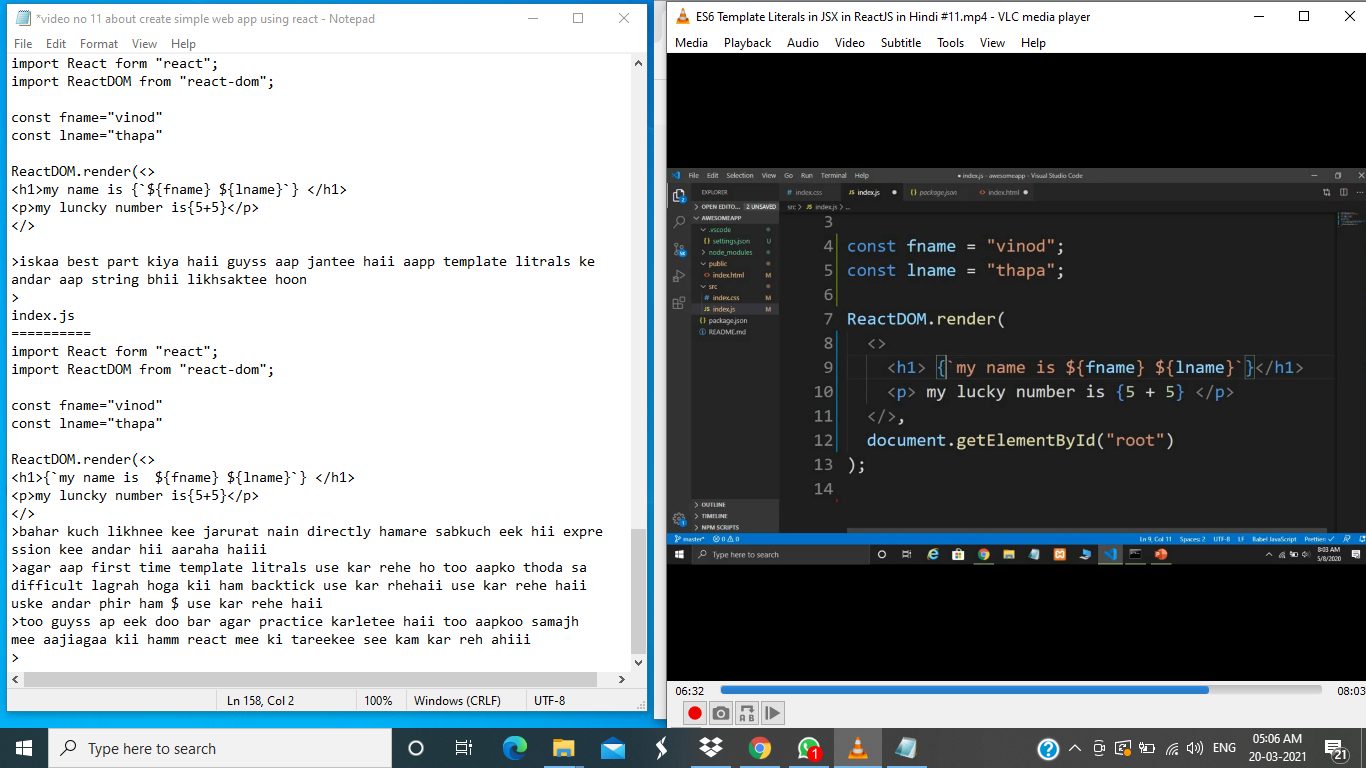 *video no 11 about create simple web app using react - Notepad
File Edit Format View Help
import React form "react";
import ReactDOM from "react-dom";
const fname="vinod"
const lname="thapa"
ReactDOM.render(<>
<h1>my name is {`${fname} ${lname}`} </h1>
<p>my luncky number is{5+5}</p>
</>
>iskaa best part kiya haii guyss aap jantee haii aapp template litrals ke
andar aap string bhii likhsaktee hoon
>
index.js
==========
import React form "react";
import ReactDOM from "react-dom";
const fname="vinod"
const lname="thapa"
ReactDOM.render(<>
<h1>{`my name is  ${fname} ${lname}`} </h1>
<p>my luncky number is{5+5}</p>
</>
>bahar kuch likhnee kee jarurat nain directly hamare sabkuch eek hii expre
ssion kee andar hii aaraha haiii
>agar aap first time template litrals use kar rehe ho too aapko thoda sa
difficult lagrah hoga kii ham backtick use kar rhehaii use kar rehe haii
uske andar phir ham $ use kar rehe haii
>too guyss ap eek doo bar agar practice karletee haii too aapkoo samajh
mee aajiagaa kii hamm react mee ki tareekee see kam kar reh ahiii
>
Ln 158, Col 2 100% Windows (CRLF) UTF-8
ES6 Template Literals in JSX in ReactJS in Hindi #11.mp4 - VLC media player
Media Playback Audio Video Subtitle Tools View Help
File Edit Selection View Go Run Terminal Help ● index.js - awesomeapp - Visual Studio Code
EXPLORER # index.css JS index.js ● {} package.json <> index.html ●
> OPEN EDITO... 2 UNSAVED src > JS index.js > ...
AWESOMEAPP
.vscode
{} settings.json U
> node_modules
public
<> index.html M
src
# index.css M
JS index.js M
{} package.json
README.md
> OUTLINE
> TIMELINE
> NPM SCRIPTS
3
4 const fname = "vinod";
5 const lname = "thapa";
6
7 ReactDOM.render(
8 <>
9 <h1> {`my name is ${fname} ${lname}`}</h1>
10 <p> my lucky number is {5 + 5} </p>
11 </>,
12 document.getElementById("root")
13 );
14
master* 0 0 Ln 9, Col 11 Spaces: 2 UTF-8 LF Babel JavaScript Prettier: ✓
Type here to search 8:03 AM
5/8/2020
06:32 08:03
A B
Type here to search 1 ENG 05:06 AM
20-03-2021 21